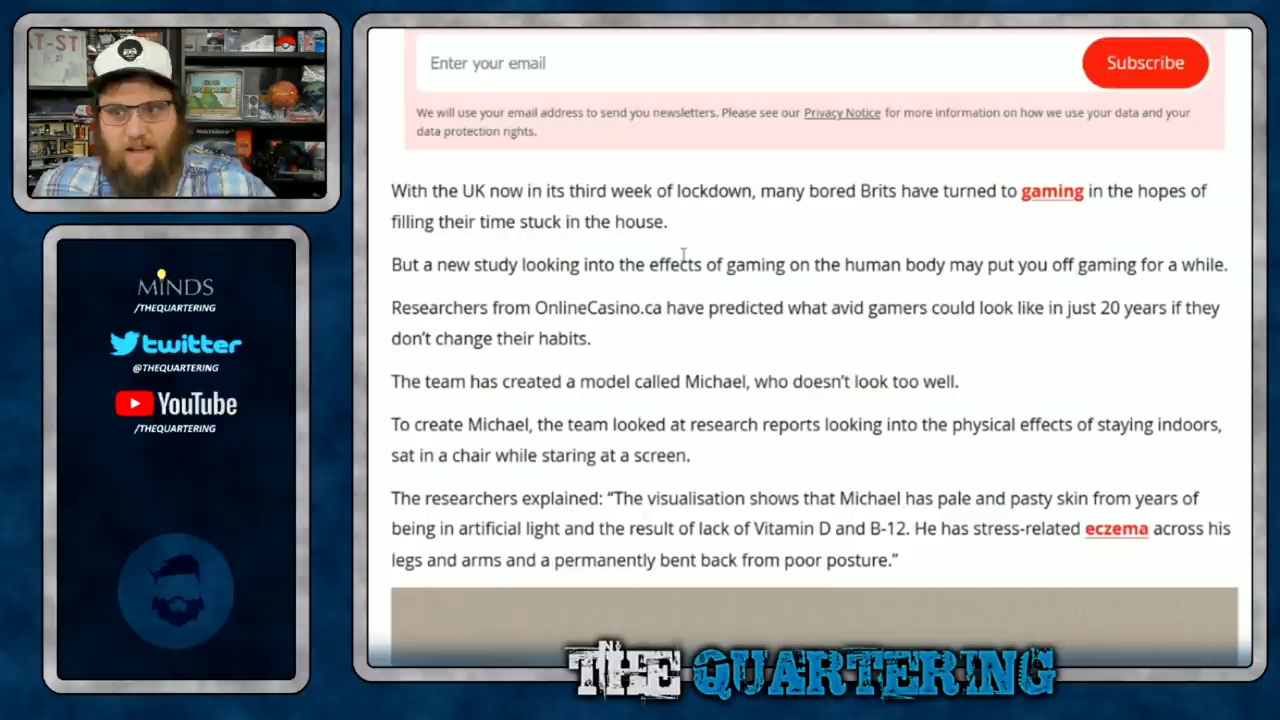 T-ST
MINDS
/THEQUARTERING
twitter
@THEQUARTERING
YouTube
/THEQUARTERING
Enter your email
Subscribe
We will use your email address to send you newsletters. Please see our Privacy Notice for more information on how we use your data and your
data protection rights.
With the UK now in its third week of lockdown, many bored Brits have turned to gaming in the hopes of
filling their time stuck in the house.
But a new study looking into the effects of gaming on the human body may put you off gaming for a while.
Researchers from OnlineCasino.ca have predicted what avid gamers could look like in just 20 years if they
don’t change their habits.
The team has created a model called Michael, who doesn’t look too well.
To create Michael, the team looked at research reports looking into the physical effects of staying indoors,
sat in a chair while staring at a screen.
The researchers explained: “The visualisation shows that Michael has pale and pasty skin from years of
being in artificial light and the result of lack of Vitamin D and B-12. He has stress-related eczema across his
legs and arms and a permanently bent back from poor posture.”
THE QUARTERING